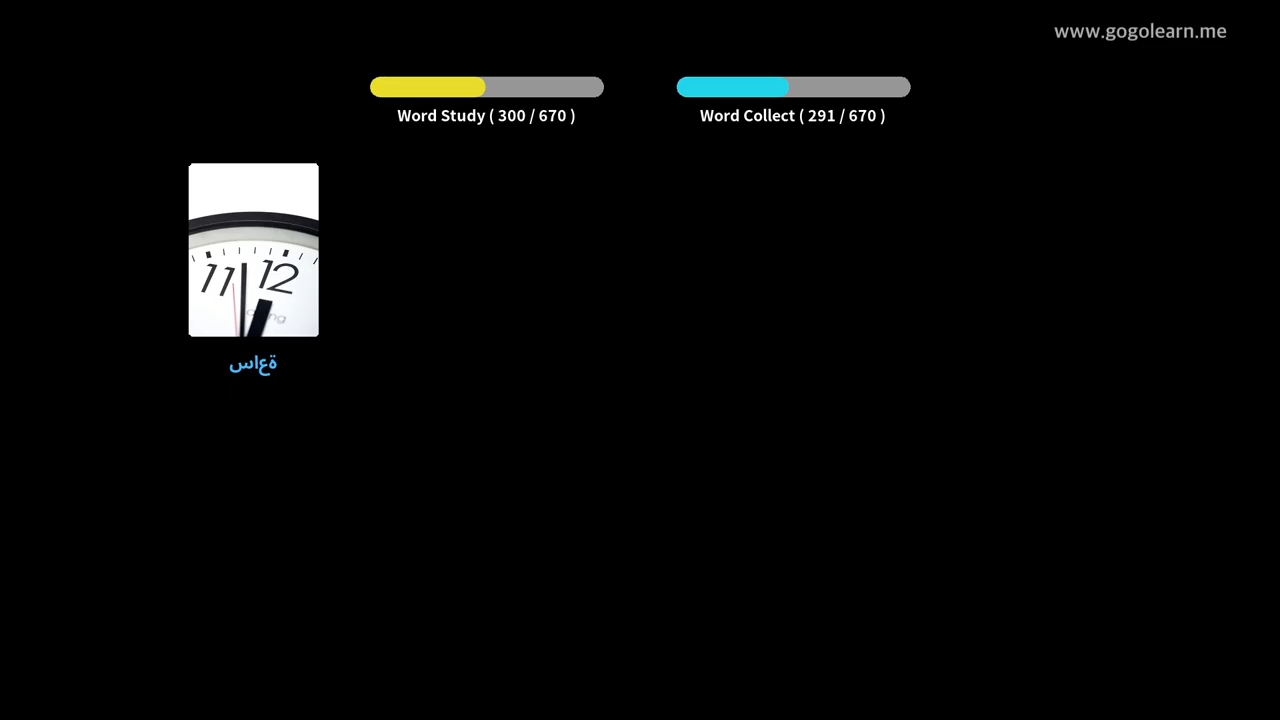 www.gogolearn.me
Word Study ( 300 / 670 )
Word Collect ( 291 / 670 )
11 12
ةعاس